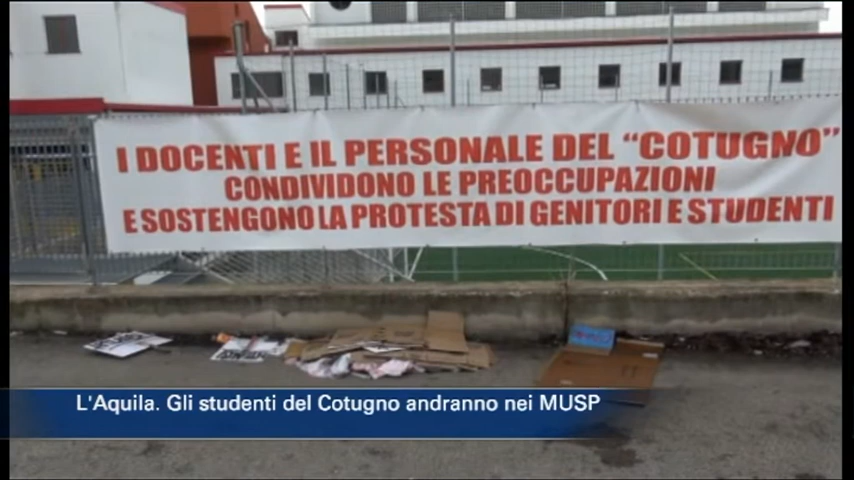 I DOCENTI E IL PERSONALE DEL "COTUGNO"
CONDIVIDONO LE PREOCCUPAZIONI
E SOSTENGONO LA PROTESTA DI GENITORI E STUDENTI
L'Aquila. Gli studenti del Cotugno andranno nei MUSP